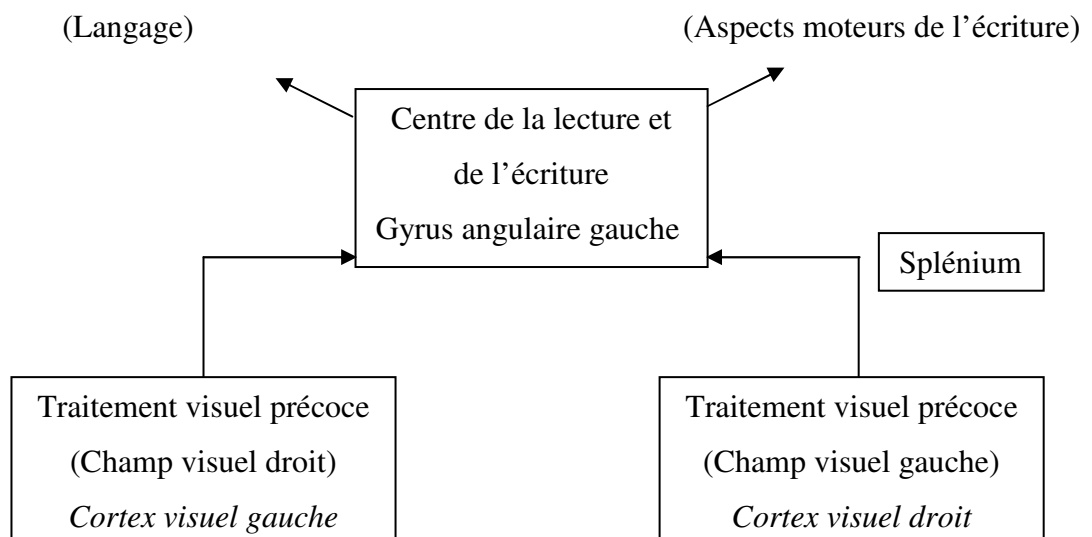 (Langage)
(Aspects moteurs de l’écriture)
Centre de la lecture et
de l’écriture
Gyrus angulaire gauche
Splénium
Traitement visuel précoce
(Champ visuel droit)
Cortex visuel gauche
Traitement visuel précoce
(Champ visuel gauche)
Cortex visuel droit